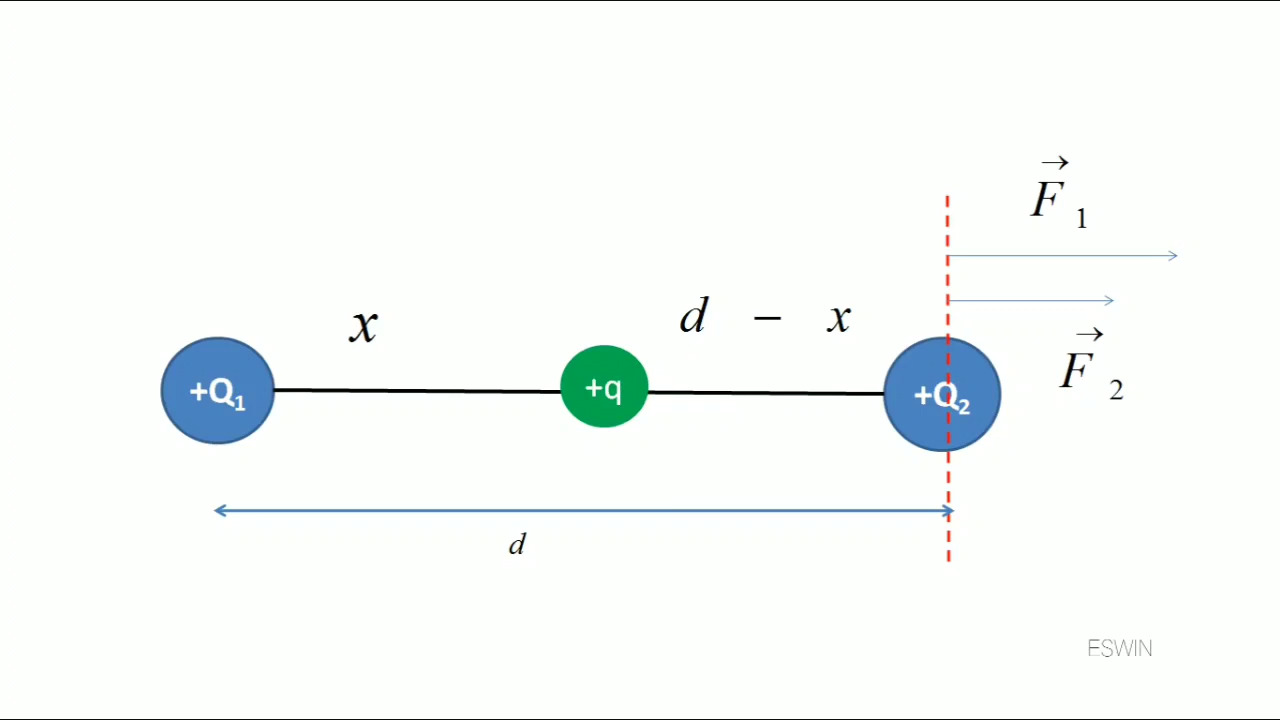 F⃗ 1
x
d − x
+Q1
+q
+Q2
F⃗ 2
d
ESWIN